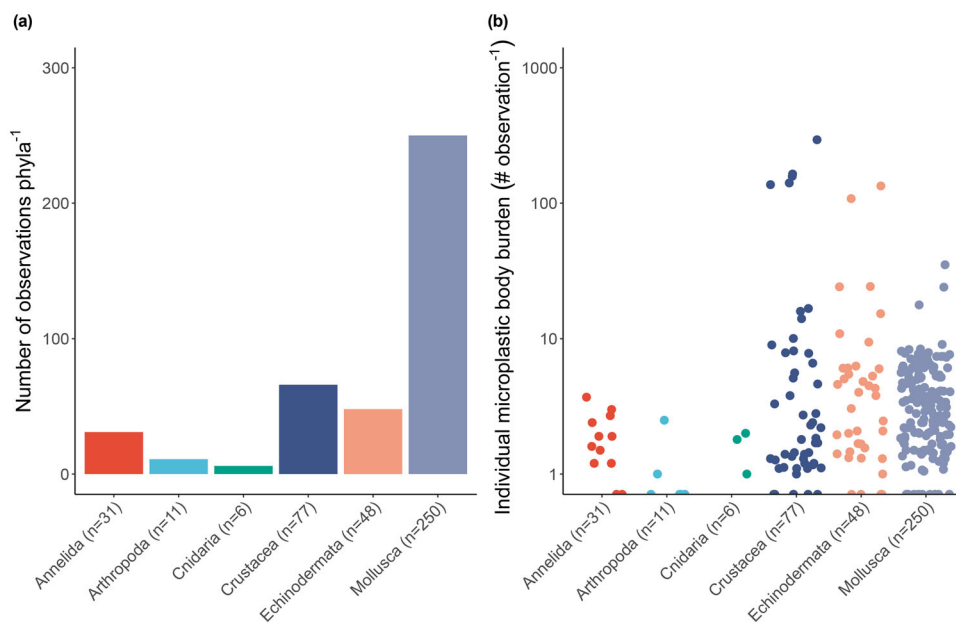 (a)
Number of observations phyla⁻¹
300
200
100
0
Annelida (n=31)
Arthropoda (n=11)
Cnidaria (n=6)
Crustacea (n=77)
Echinodermata (n=48)
Mollusca (n=250)
(b)
Individual microplastic body burden (# observation⁻¹)
1000
100
10
1
Annelida (n=31)
Arthropoda (n=11)
Cnidaria (n=6)
Crustacea (n=77)
Echinodermata (n=48)
Mollusca (n=250)